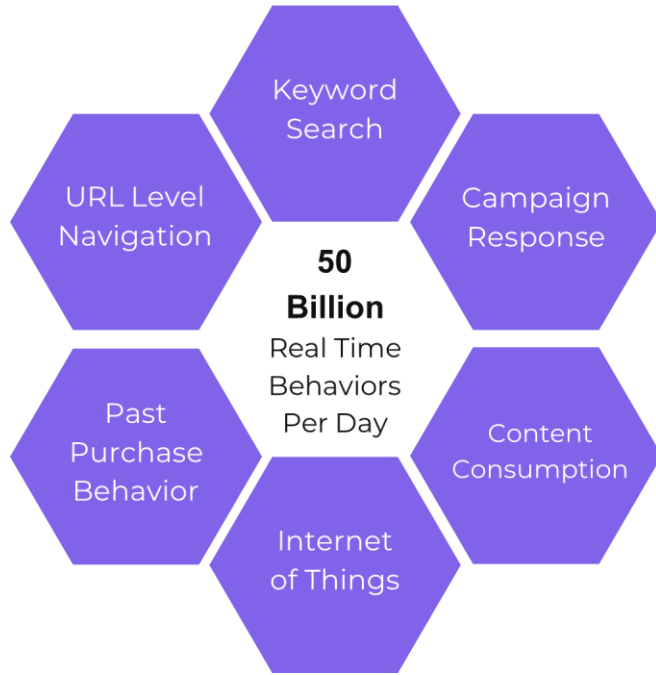 Keyword
Search
URL Level
Navigation
Campaign
Response
50
Billion
Real Time
Behaviors
Per Day
Past
Purchase
Behavior
Content
Consumption
Internet
of Things